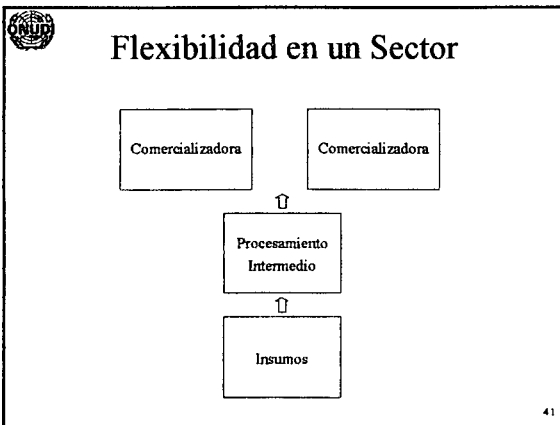 ONUDI
Flexibilidad en un Sector
Comercializadora
Comercializadora
Procesamiento
Intermedio
Insumos
41